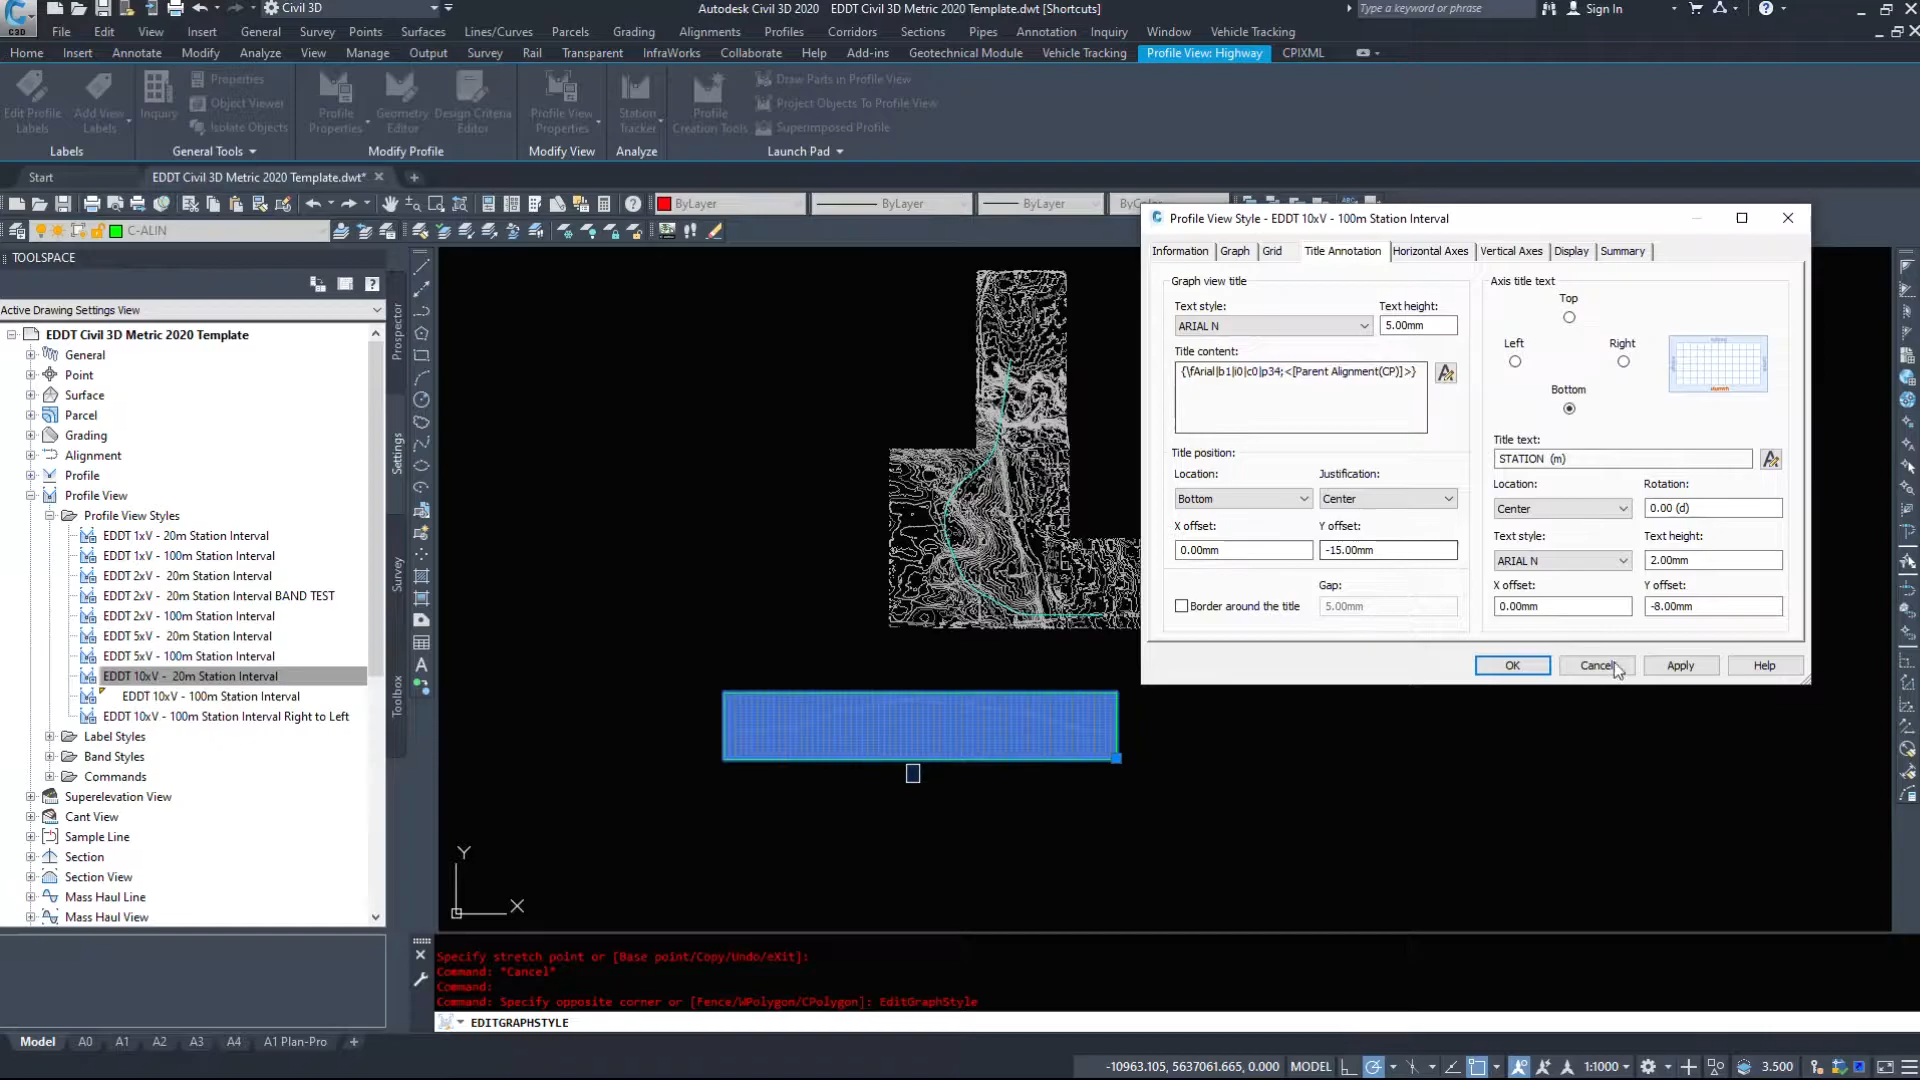 C3D
Civil 3D
Autodesk Civil 3D 2020 EDDT Civil 3D Metric 2020 Template.dwt [Shortcuts]
Type a keyword or phrase
Sign In
File Edit View Insert General Survey Points Surfaces Lines/Curves Parcels Grading Alignments Profiles Corridors Sections Pipes Annotation Inquiry Window Vehicle Tracking
Home Insert Annotate Modify Analyze View Manage Output Survey Rail Transparent InfraWorks Collaborate Help Add-ins Geotechnical Module Vehicle Tracking Profile View: Highway CPIXML
Edit Profile Labels
Add View Labels
Inquiry
Properties
Object Viewer
Isolate Objects
Profile Properties
Geometry Editor
Design Criteria Editor
Profile View Properties
Station Tracker
Profile Creation Tools
Draw Parts in Profile View
Project Objects To Profile View
Superimposed Profile
Labels General Tools Modify Profile Modify View Analyze Launch Pad
Start EDDT Civil 3D Metric 2020 Template.dwt*
ByLayer ByLayer ByLayer
C-ALIN
TOOLSPACE
Active Drawing Settings View
EDDT Civil 3D Metric 2020 Template
General
Point
Surface
Parcel
Grading
Alignment
Profile
Profile View
Profile View Styles
EDDT 1xV - 20m Station Interval
EDDT 1xV - 100m Station Interval
EDDT 2xV - 20m Station Interval
EDDT 2xV - 20m Station Interval BAND TEST
EDDT 2xV - 100m Station Interval
EDDT 5xV - 20m Station Interval
EDDT 5xV - 100m Station Interval
EDDT 10xV - 20m Station Interval
EDDT 10xV - 100m Station Interval
EDDT 10xV - 100m Station Interval Right to Left
Label Styles
Band Styles
Commands
Superelevation View
Cant View
Sample Line
Section
Section View
Mass Haul Line
Mass Haul View
Prospector
Settings
Survey
Toolbox
Profile View Style - EDDT 10xV - 100m Station Interval
Information Graph Grid Title Annotation Horizontal Axes Vertical Axes Display Summary
Graph view title
Text style: Text height:
ARIAL N 5.00mm
Title content:
{\fArial|b1|i0|c0|p34;<[Parent Alignment(CP)]>}
Title position:
Location: Justification:
Bottom Center
X offset: Y offset:
0.00mm -15.00mm
Gap:
Border around the title 5.00mm
Axis title text
Top
Left Right
Bottom
Title text:
STATION (m)
Location: Rotation:
Center 0.00 (d)
Text style: Text height:
ARIAL N 2.00mm
X offset: Y offset:
0.00mm -8.00mm
OK Cancel Apply Help
Y
X
Specify stretch point or [Base point/Copy/Undo/eXit]:
Command: *Cancel*
Command:
Command: Specify opposite corner or [Fence/WPolygon/CPolygon]: EditGraphStyle
EDITGRAPHSTYLE
Model A0 A1 A2 A3 A4 A1 Plan-Pro
-10963.105, 5637061.665, 0.000 MODEL 1:1000 3.500